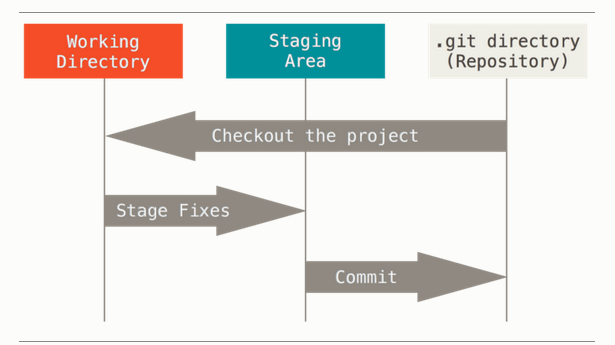 Working
Directory
Staging
Area
.git directory
(Repository)
Checkout the project
Stage Fixes
Commit